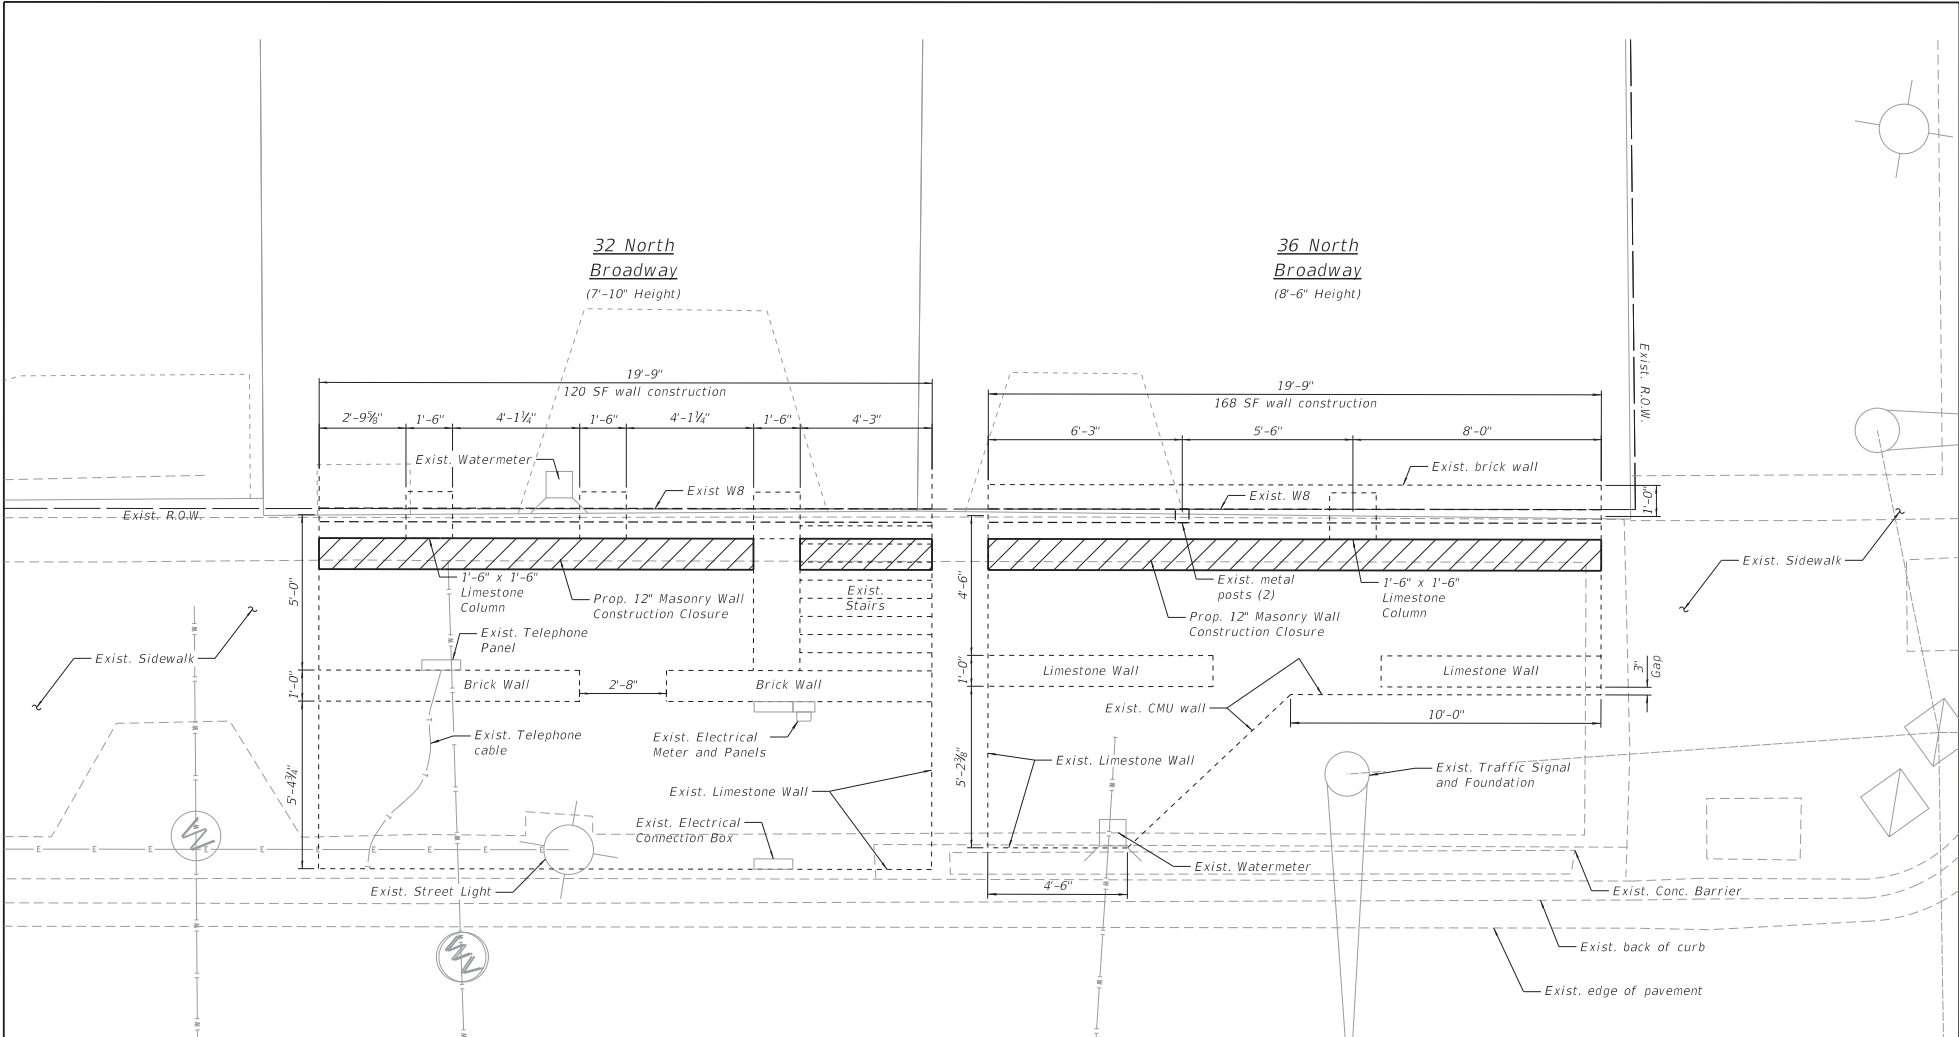 32 North
Broadway
(7'-10" Height)
36 North
Broadway
(8'-6" Height)
19'-9"
120 SF wall construction
2'-9⅝"
1'-6"
4'-1¼"
1'-6"
4'-1¼"
1'-6"
4'-3"
19'-9"
168 SF wall construction
6'-3"
5'-6"
8'-0"
Exist. R.O.W.
Exist. Watermeter
Exist W8
Exist. brick wall
Exist. W8
1'-0"
Exist. R.O.W.
5'-0"
1'-6" x 1'-6"
Limestone
Column
Prop. 12" Masonry Wall
Construction Closure
Exist.
Stairs
4'-6"
Exist. metal
posts (2)
1'-6" x 1'-6"
Limestone
Column
Prop. 12" Masonry Wall
Construction Closure
Exist. Sidewalk
Exist. Sidewalk
Exist. Telephone
Panel
1'-0"
Brick Wall
2'-8"
Brick Wall
1'-0"
Limestone Wall
Limestone Wall
3"
Gap
Exist. CMU wall
10'-0"
Exist. Telephone
cable
Exist. Electrical
Meter and Panels
5'-4¾"
5'-2⅜"
Exist. Limestone Wall
Exist. Limestone Wall
Exist. Traffic Signal
and Foundation
Exist. Electrical
Connection Box
E E E E E E E E E E
Exist. Street Light
4'-6"
Exist. Watermeter
Exist. Conc. Barrier
Exist. back of curb
Exist. edge of pavement